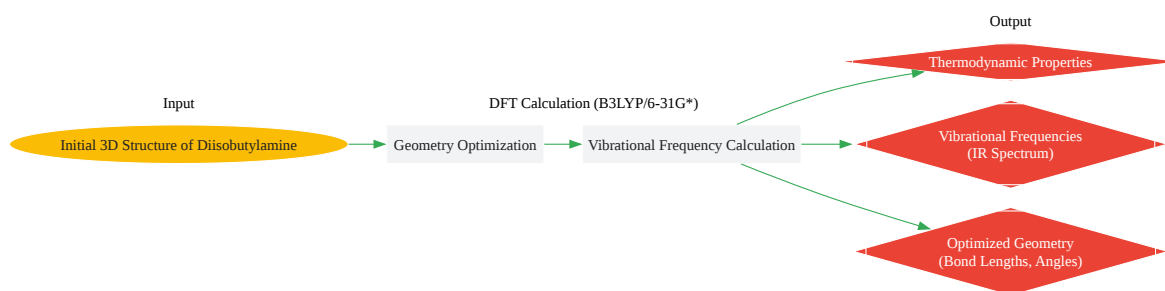 Output
Thermodynamic Properties
Input
DFT Calculation (B3LYP/6-31G*)
Initial 3D Structure of Diisobutylamine
Geometry Optimization
Vibrational Frequency Calculation
Vibrational Frequencies
(IR Spectrum)
Optimized Geometry
(Bond Lengths, Angles)